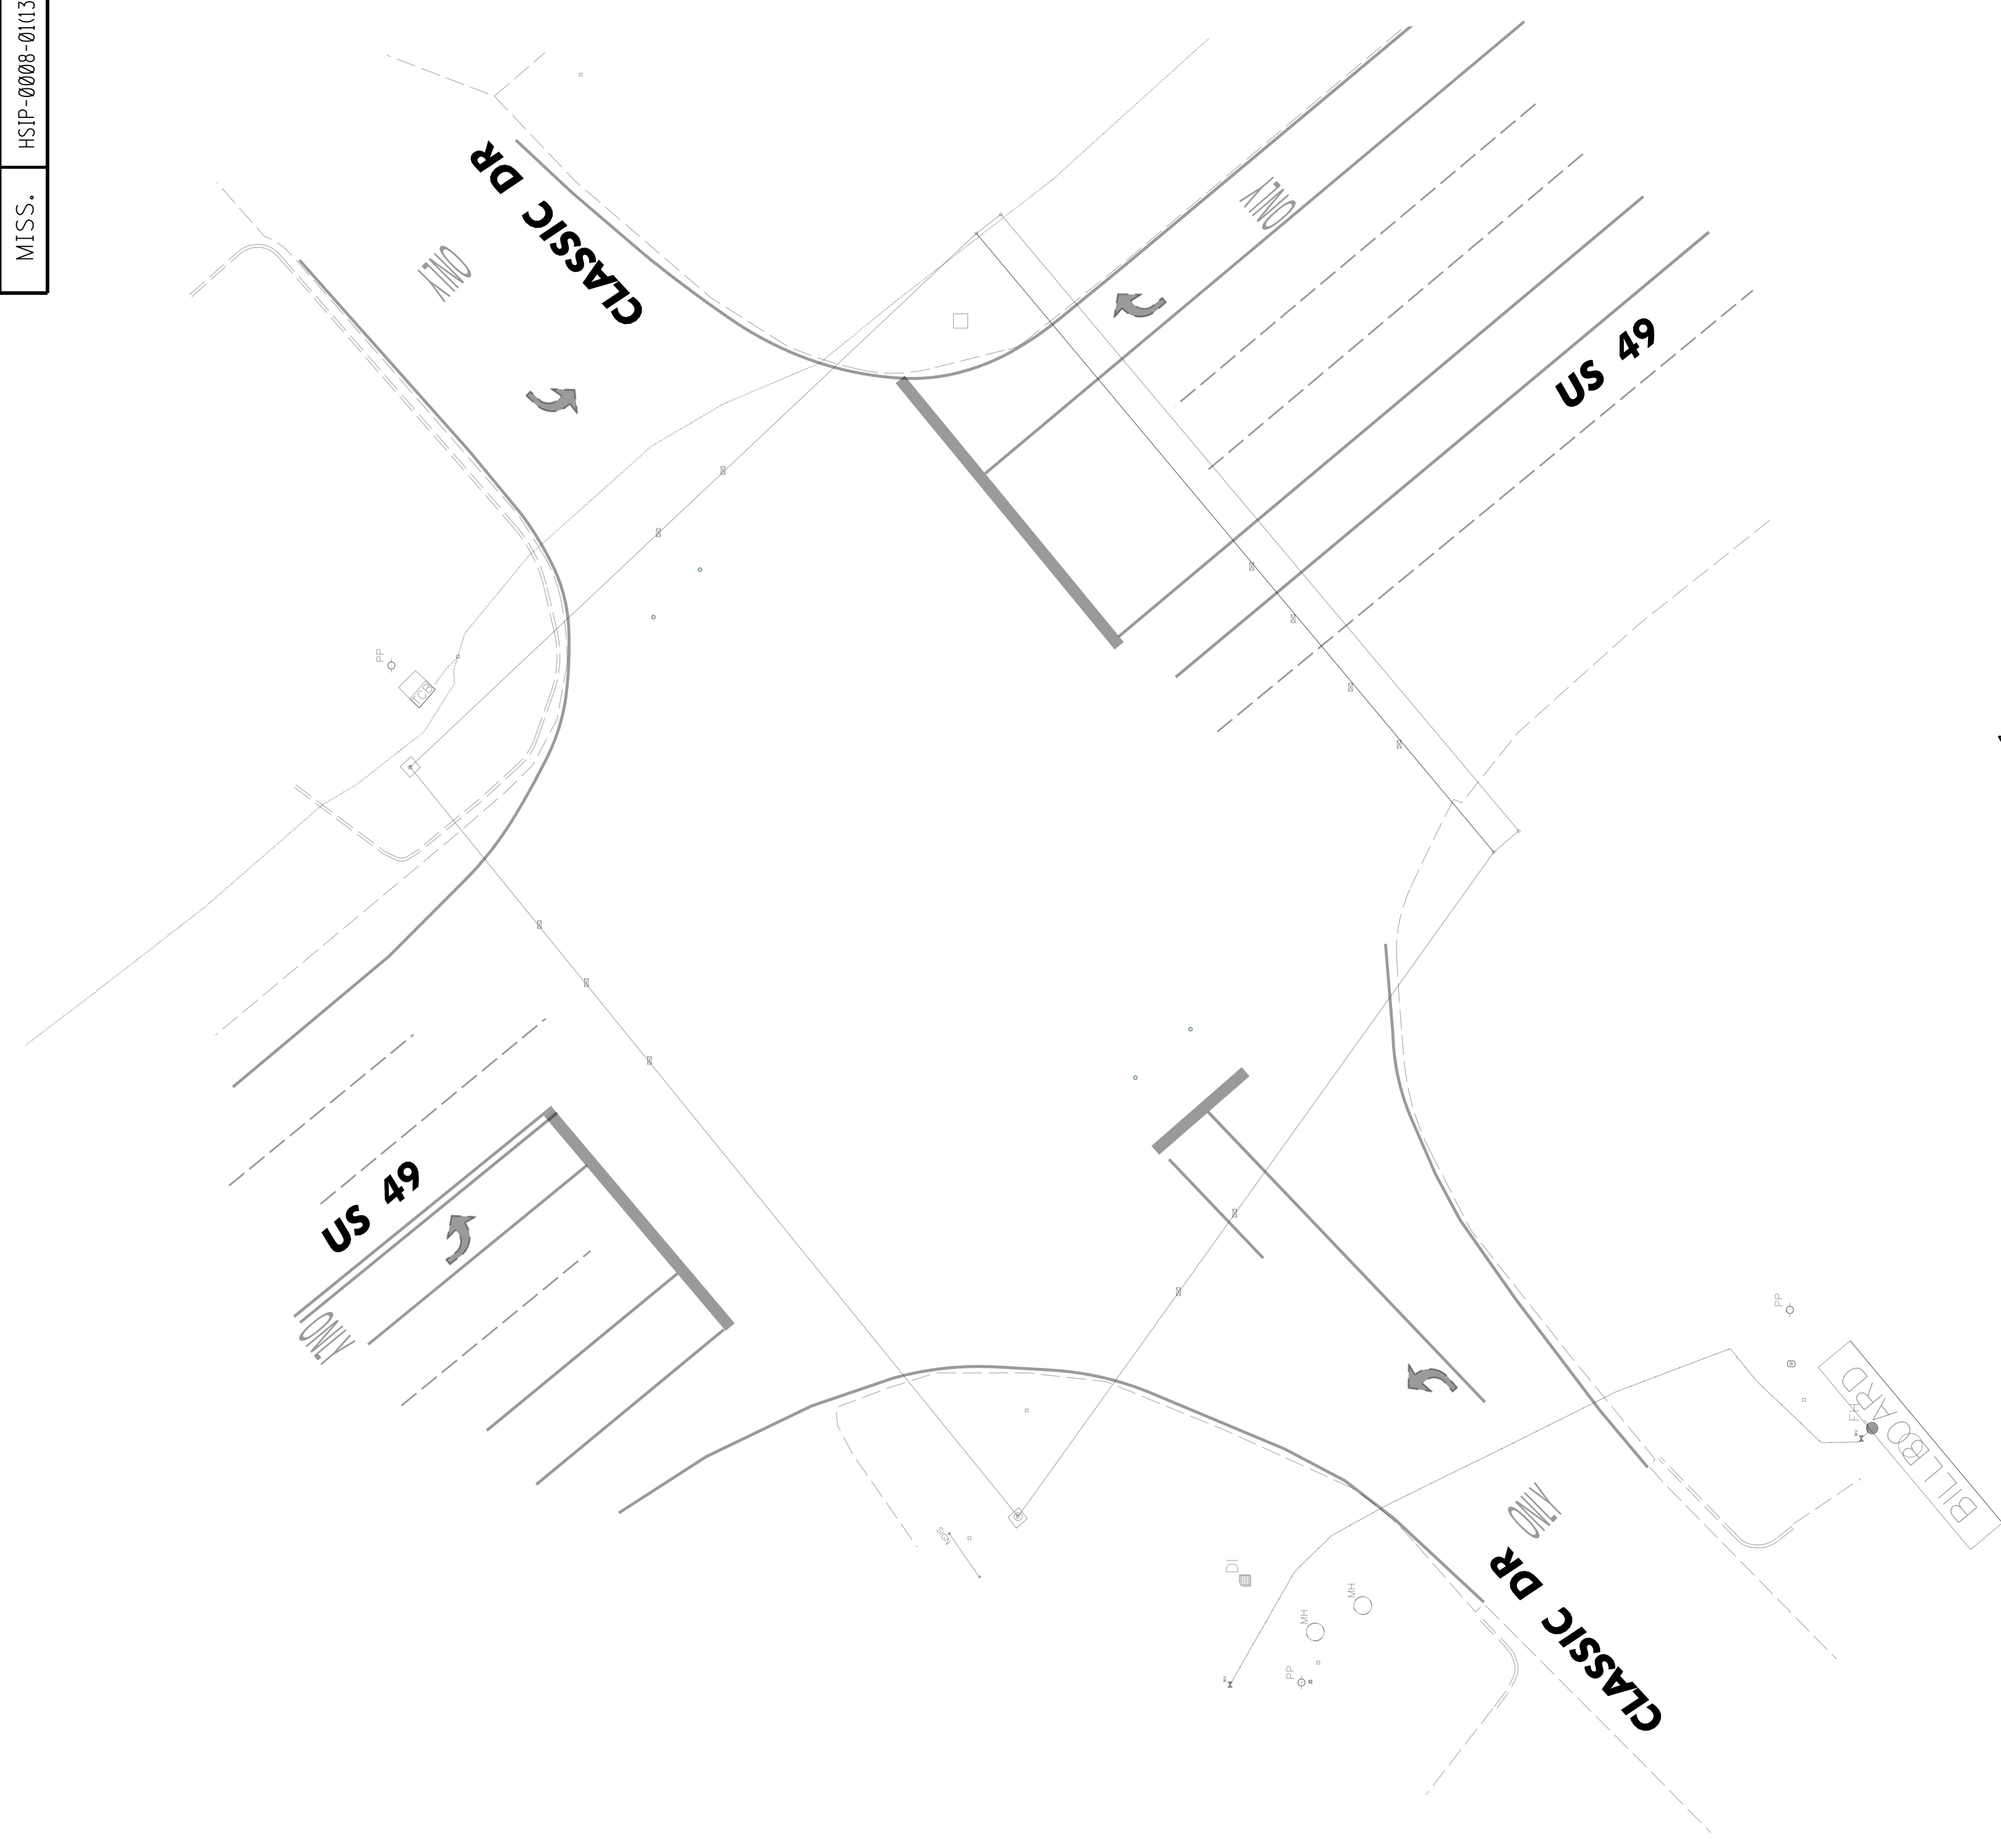 HSIP-0008-01(13
MISS.
CLASSIC DR
ONLY
ONLY
US 49
PP
TCB
US 49
ONLY
PP
BILLBOARD
FH
ONLY
SIGN
DI
MH
MH
PP
CLASSIC DR